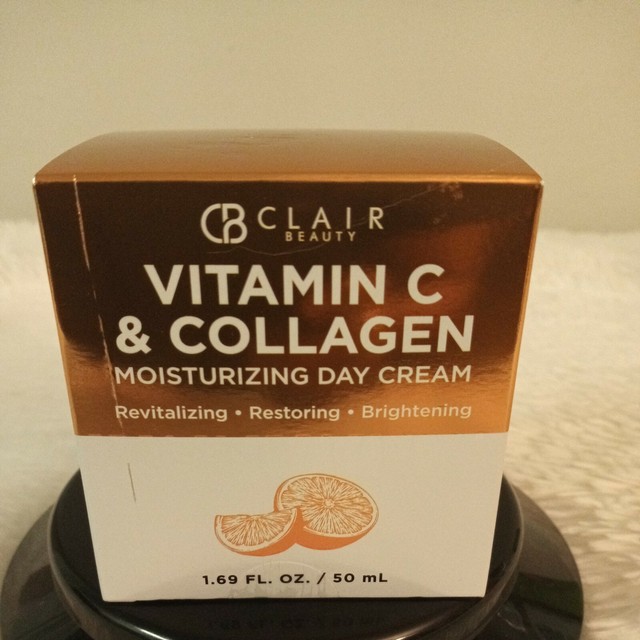 CB CLAIR
BEAUTY
VITAMIN C
& COLLAGEN
MOISTURIZING DAY CREAM
Revitalizing • Restoring • Brightening
1.69 FL. OZ. / 50 mL